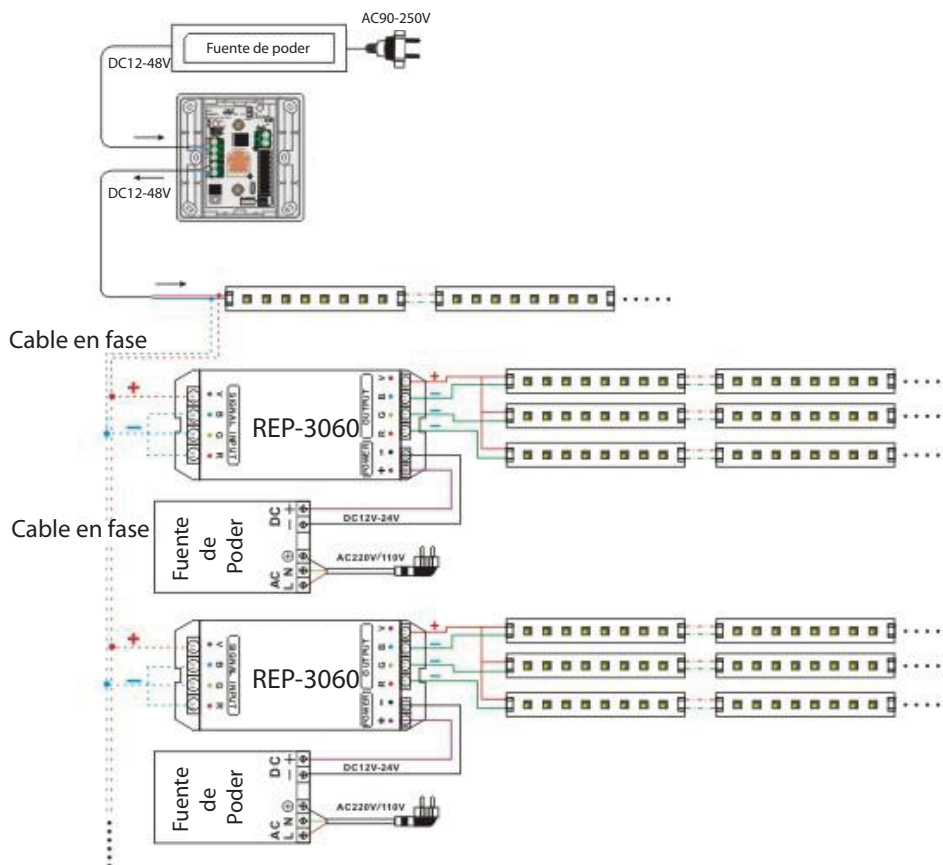 AC90-250V
Fuente de poder
DC12-48V
DC12-48V
Cable en fase
+
−
V
B
G
R
SIGNAL INPUT
REP-3060
OUTPUT
V
B
G
R
POWER
−
+
+
−
−
−
Cable en fase
Fuente
de
Poder
DC + −
AC L N
DC12V-24V
AC220V/110V
+
−
V
B
G
R
SIGNAL INPUT
REP-3060
OUTPUT
V
B
G
R
POWER
−
+
+
−
−
−
Fuente
de
Poder
DC + −
AC L N
DC12V-24V
AC220V/110V